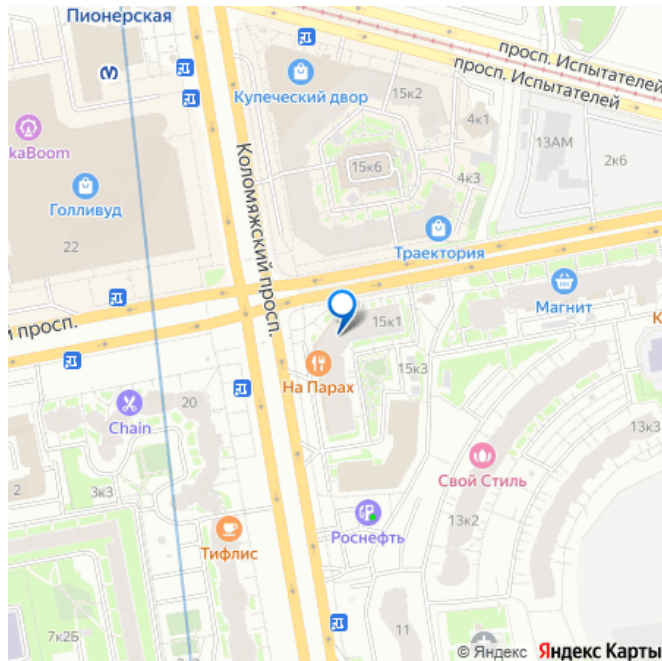 Пионерская
просп. Испытателей
просп. Испытателей
Купеческий двор
15к2
4к1
13АМ
2к6
kaBoom
15к6
4к3
Голливуд
22
Коломяжский просп.
Траектория
Магнит
й просп.
15к1
К
На Парах
15к3
20
Chain
13к3
2
3к3
Свой Стиль
13к2
Роснефть
Тифлис
7к2Б
11
© Яндекс Яндекс Карты